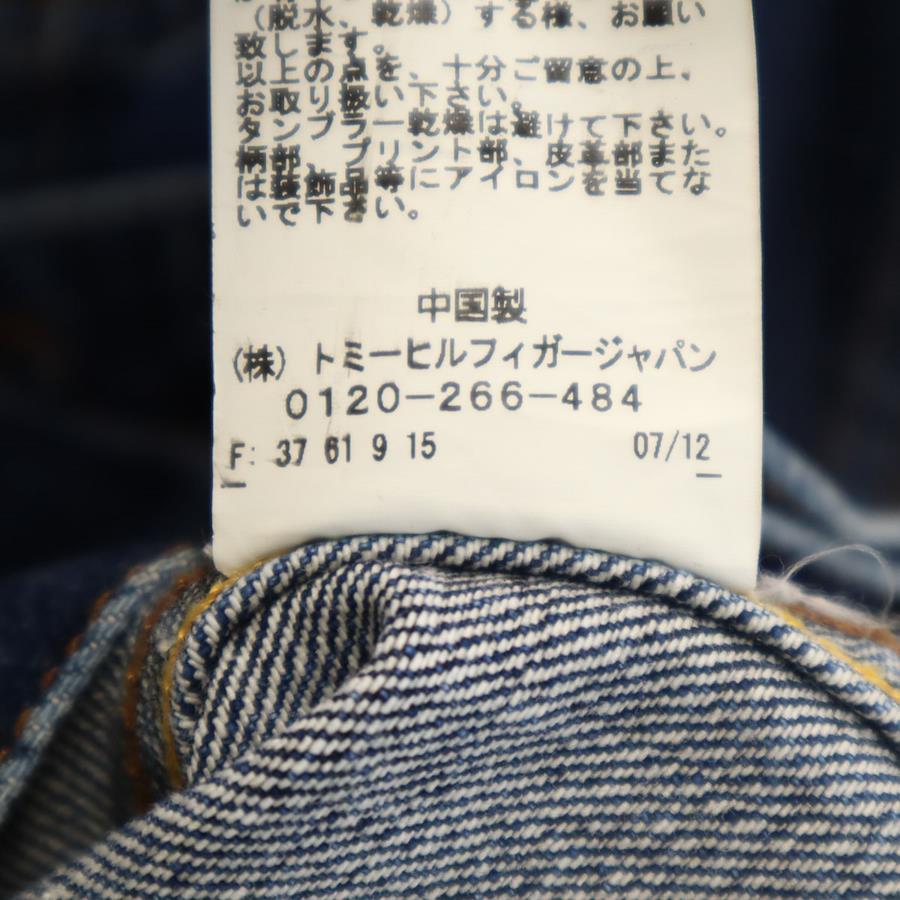 （脱水、乾燥）する様、お願い
致します。
以上の点を、十分ご留意の上、
お取り扱い下さい。
タンブラー乾燥は避けて下さい。
柄部、プリント部、皮革部また
は装飾品等にアイロンを当てな
いで下さい。
中国製
（株）トミーヒルフィガージャパン
0120-266-484
F: 37 61 9 15 07/12